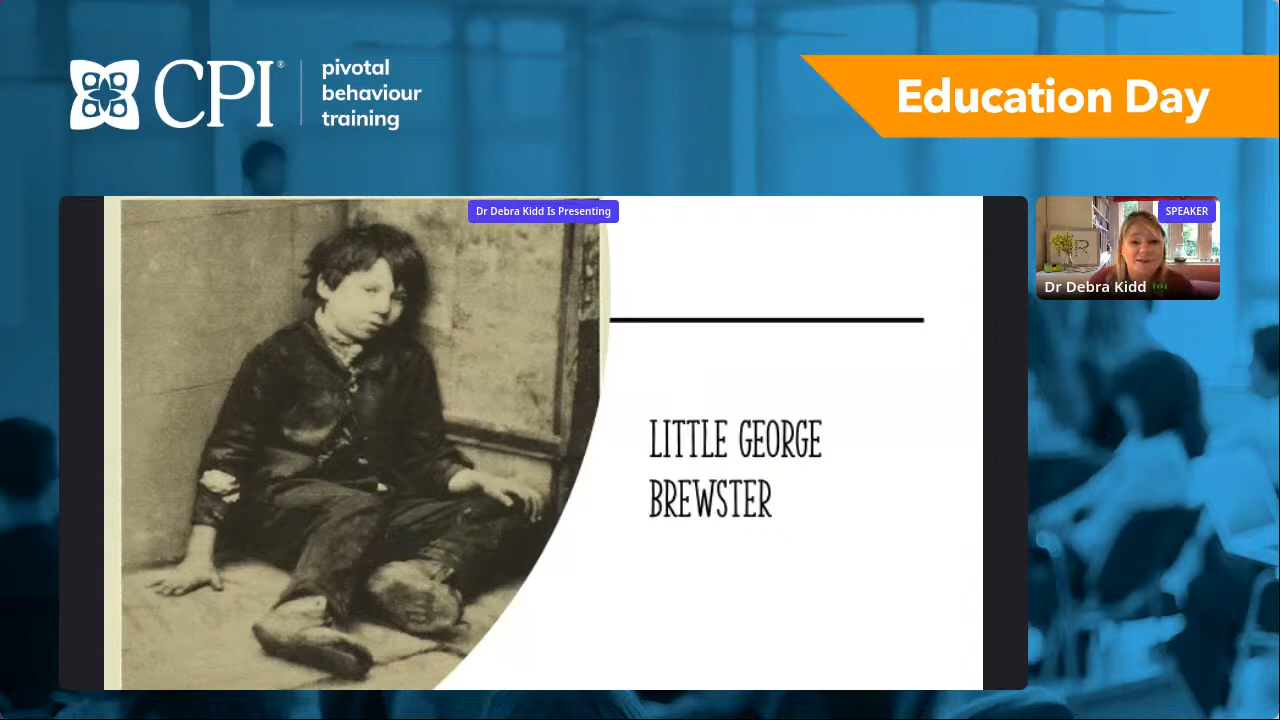 CPI®
pivotal
behaviour
training
Education Day
Dr Debra Kidd Is Presenting
SPEAKER
Dr Debra Kidd
LITTLE GEORGE
BREWSTER